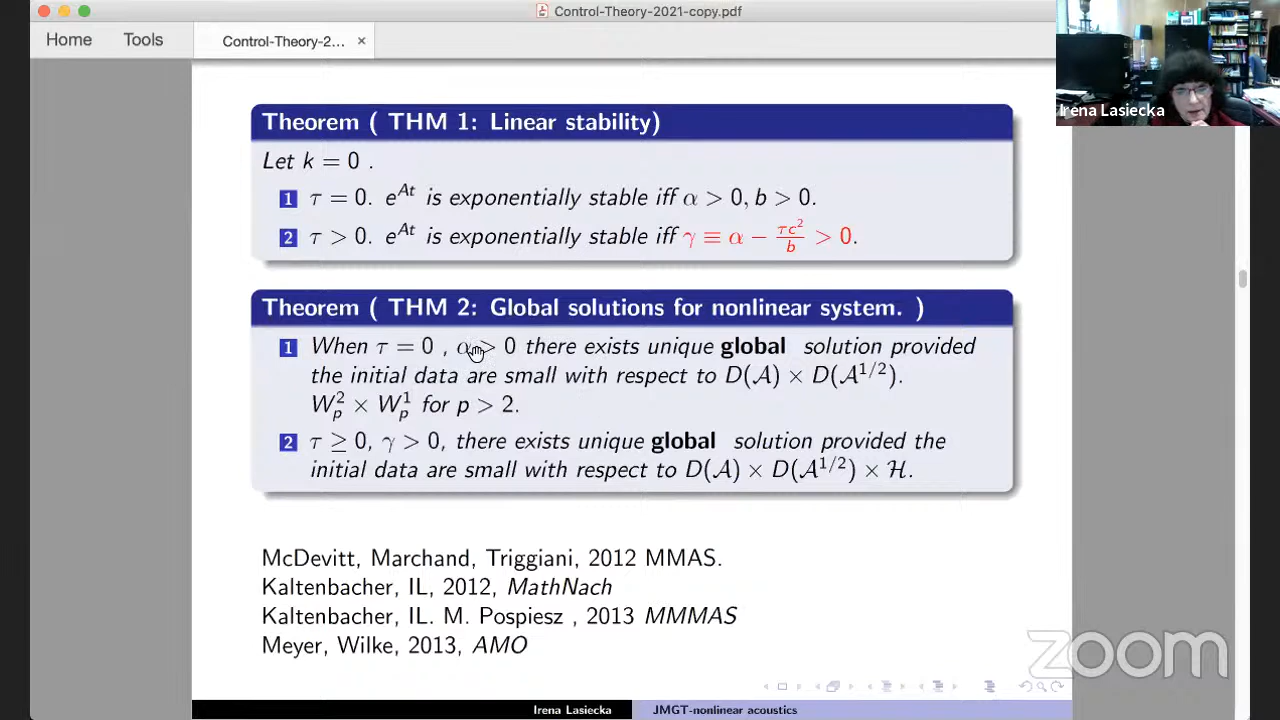 Control-Theory-2021-copy.pdf
Home Tools Control-Theory-2... ×
Irena Lasiecka
Theorem ( THM 1: Linear stability)
Let k = 0 .
1 τ = 0. e^{At} is exponentially stable iff α > 0, b > 0.
2 τ > 0. e^{At} is exponentially stable iff γ ≡ α − τc²/b > 0.
Theorem ( THM 2: Global solutions for nonlinear system. )
1 When τ = 0 , α > 0 there exists unique global solution provided
the initial data are small with respect to D(𝒜) × D(𝒜^{1/2}).
W_p^2 × W_p^1 for p > 2.
2 τ ≥ 0, γ > 0, there exists unique global solution provided the
initial data are small with respect to D(𝒜) × D(𝒜^{1/2}) × ℋ.
McDevitt, Marchand, Triggiani, 2012 MMAS.
Kaltenbacher, IL, 2012, MathNach
Kaltenbacher, IL. M. Pospiesz , 2013 MMMAS
Meyer, Wilke, 2013, AMO
zoom
Irena Lasiecka JMGT-nonlinear acoustics